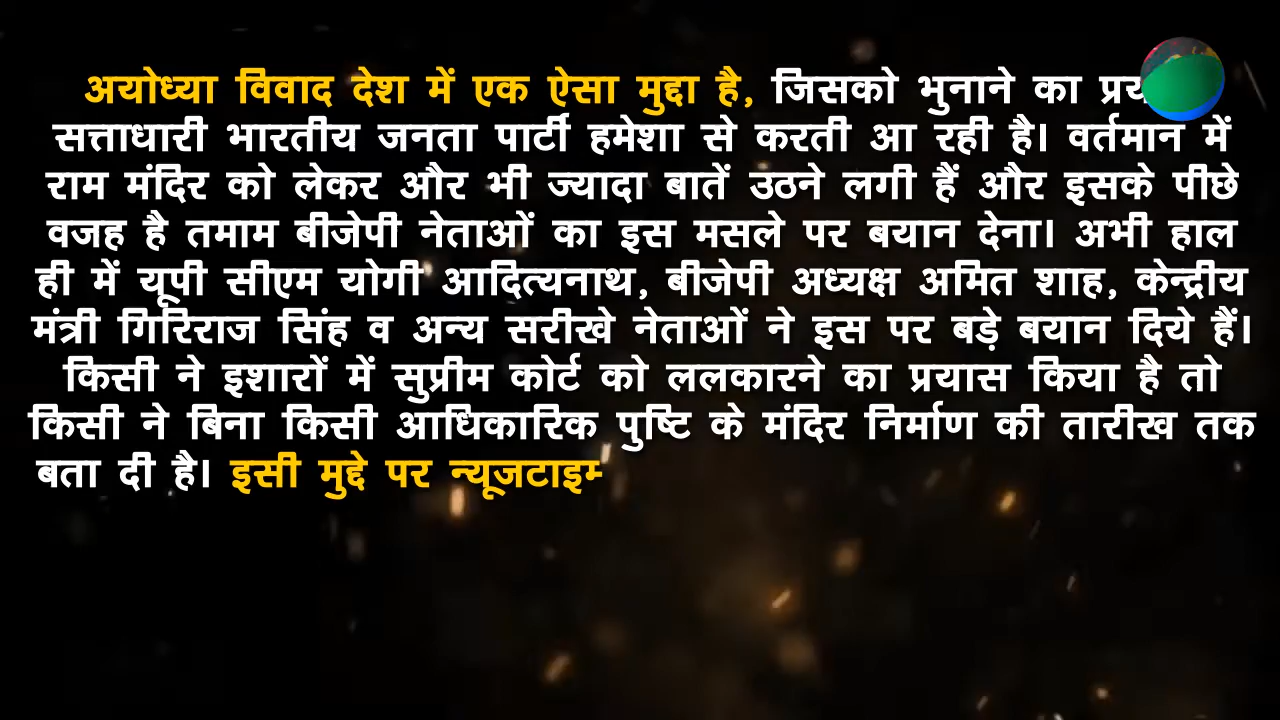 अयोध्या विवाद देश में एक ऐसा मुद्दा है, जिसको भुनाने का
सत्ताधारी भारतीय जनता पार्टी हमेशा से करती आ रही है। वर्तमान में
राम मंदिर को लेकर और भी ज्यादा बातें उठने लगी हैं और इसके पीछे
वजह है तमाम बीजेपी नेताओं का इस मसले पर बयान देना। अभी हाल
ही में यूपी सीएम योगी आदित्यनाथ, बीजेपी अध्यक्ष अमित शाह, केन्द्रीय
मंत्री गिरिराज सिंह व अन्य सरीखे नेताओं ने इस पर बड़े बयान दिये हैं।
किसी ने इशारों में सुप्रीम कोर्ट को ललकारने का प्रयास किया है तो
किसी ने बिना किसी आधिकारिक पुष्टि के मंदिर निर्माण की तारीख तक
बता दी है। इसी मुद्दे पर न्यूजटाइम्